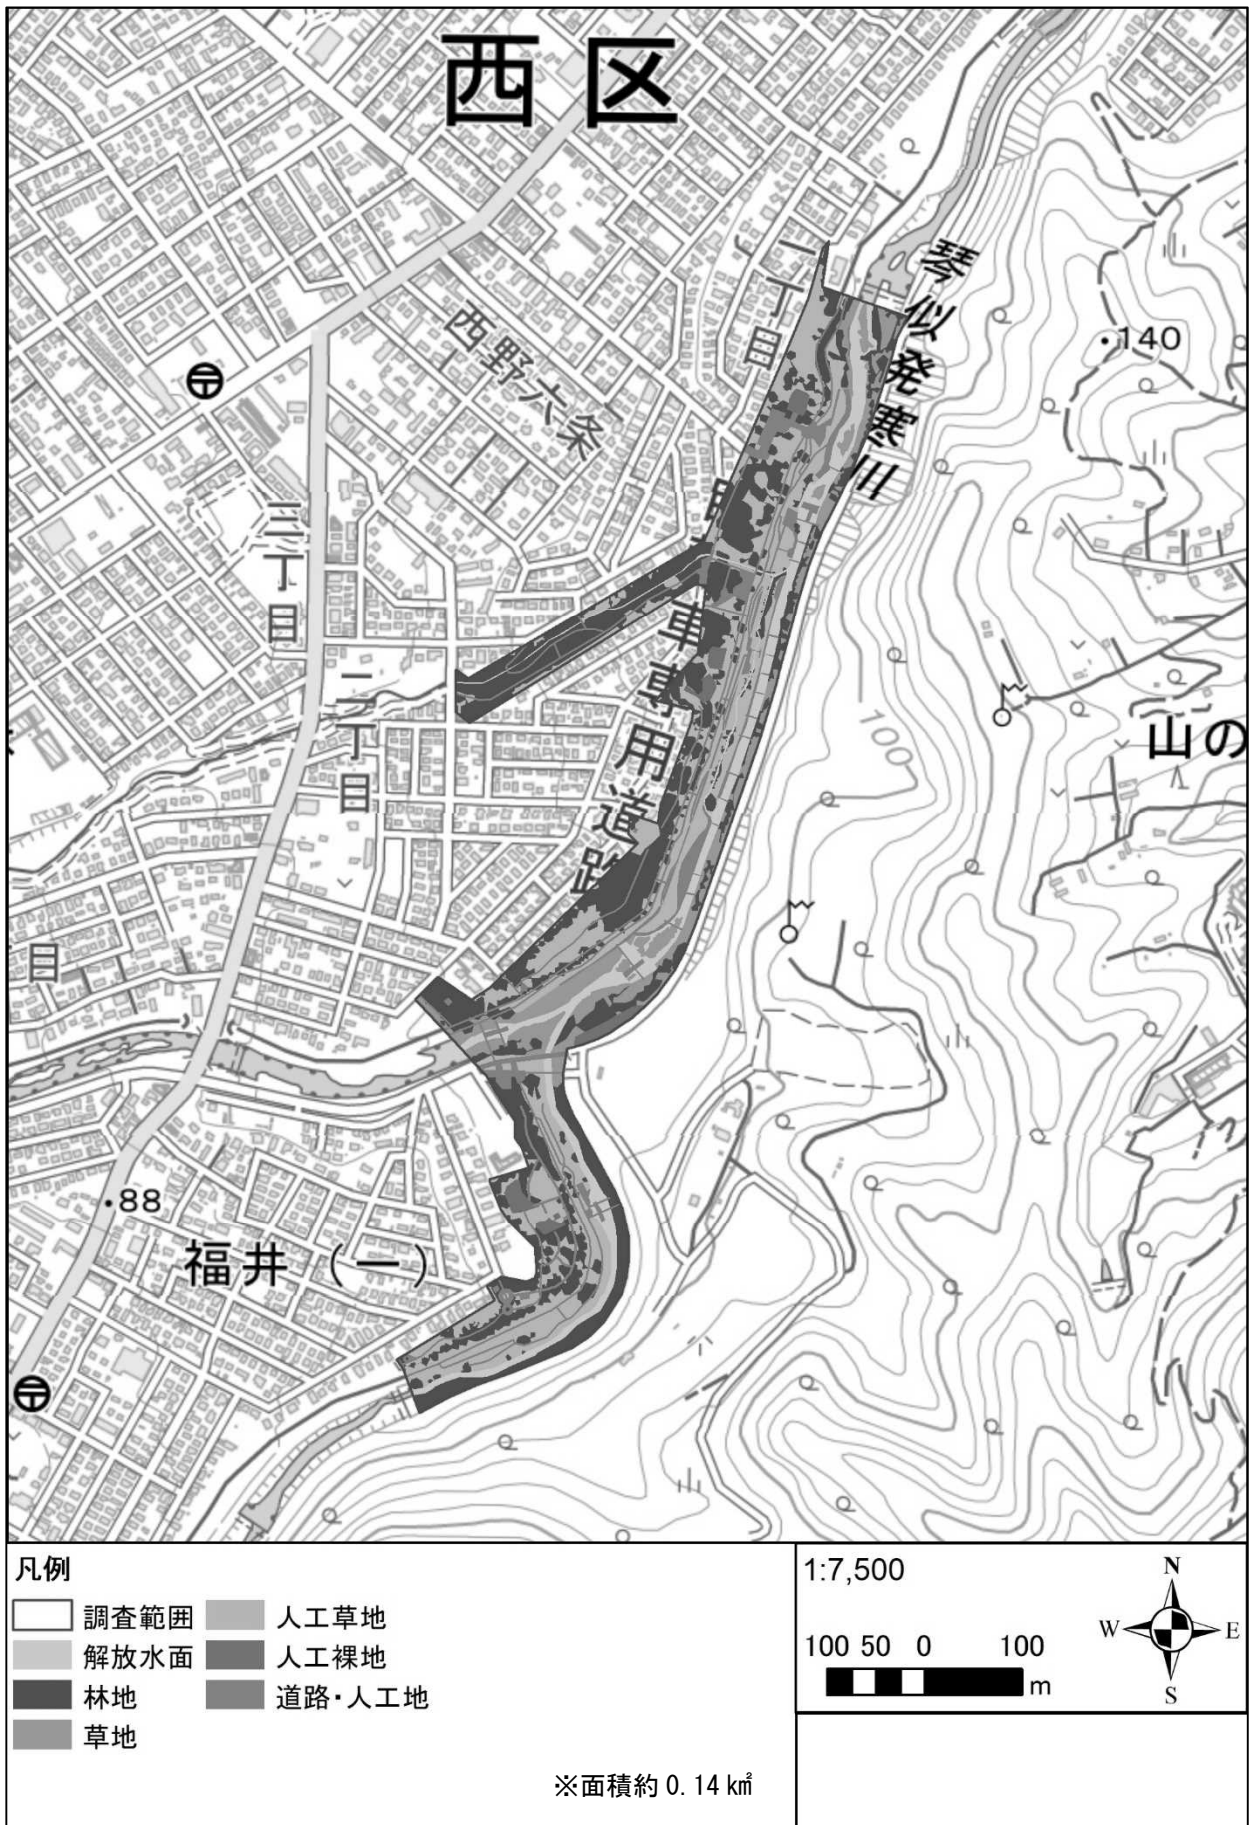 西区
一丁目
琴似発寒川
・140
西野六条
三丁目
車専用道路
二丁目
100
山の
目
・88
福井（一）
凡例
調査範囲
解放水面
林地
草地
人工草地
人工裸地
道路・人工地
※面積約 0.14 ㎢
1:7,500
100 50 0 100
m
N
W E
S